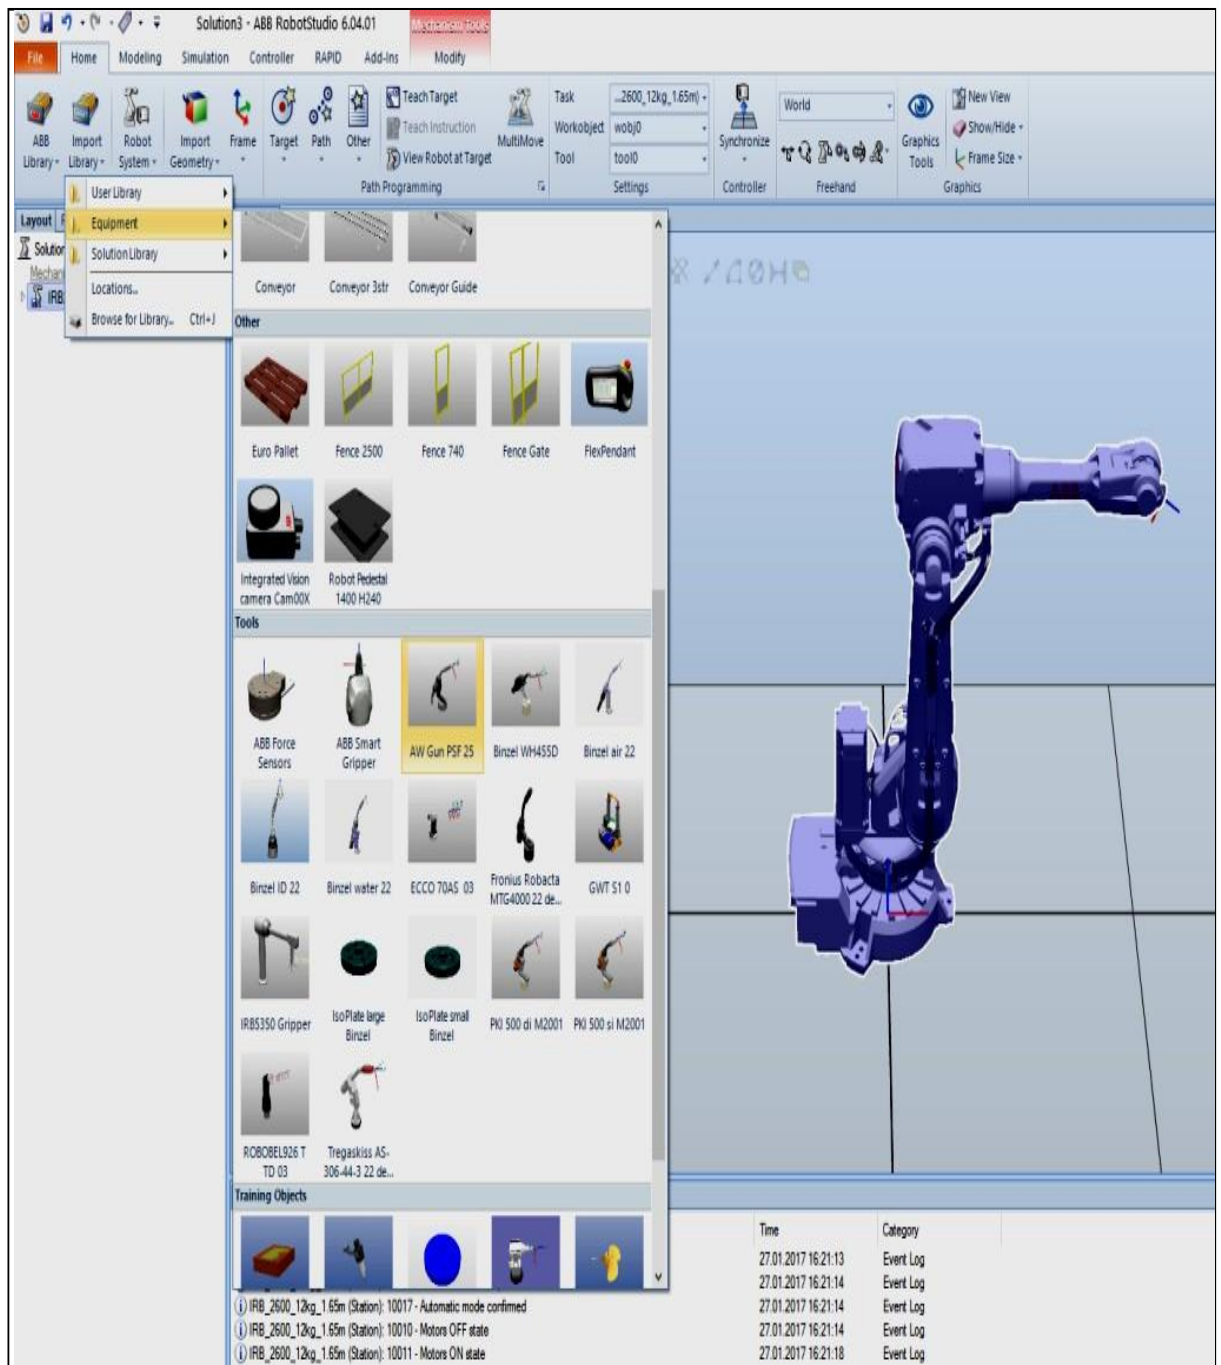 Solution3 - ABB RobotStudio 6.04.01
Mechanism Tools
File Home Modeling Simulation Controller RAPID Add-Ins Modify
ABB Library
Import Library
Robot System
Import Geometry
Frame
Target
Path
Other
Teach Target
Teach Instruction
View Robot at Target
MultiMove
Path Programming
Task ...2600_12kg_1.65m)
Workobject wobj0
Tool tool0
Settings
Synchronize
Controller
World
Freehand
Graphics Tools
New View
Show/Hide
Frame Size
Graphics
User Library
Equipment
Solution Library
Locations...
Browse for Library... Ctrl+J
Layout
Solution
Mechan
IRB
Conveyor
Conveyor 3str
Conveyor Guide
Other
Euro Pallet
Fence 2500
Fence 740
Fence Gate
FlexPendant
Integrated Vision
camera Cam00X
Robot Pedestal
1400 H240
Tools
ABB Force
Sensors
ABB Smart
Gripper
AW Gun PSF 25
Binzel WH455D
Binzel air 22
Binzel ID 22
Binzel water 22
ECCO 70AS 03
Fronius Robacta
MTG4000 22 de...
GWT S1 0
IRB5350 Gripper
IsoPlate large
Binzel
IsoPlate small
Binzel
PKI 500 di M2001
PKI 500 si M2001
ROBOBEL926 T
TD 03
Tregaskiss AS-
306-44-3 22 de...
Training Objects
Time Category
27.01.2017 16:21:13 Event Log
27.01.2017 16:21:14 Event Log
IRB_2600_12kg_1.65m (Station): 10017 - Automatic mode confirmed 27.01.2017 16:21:14 Event Log
IRB_2600_12kg_1.65m (Station): 10010 - Motors OFF state 27.01.2017 16:21:14 Event Log
IRB_2600_12kg_1.65m (Station): 10011 - Motors ON state 27.01.2017 16:21:18 Event Log